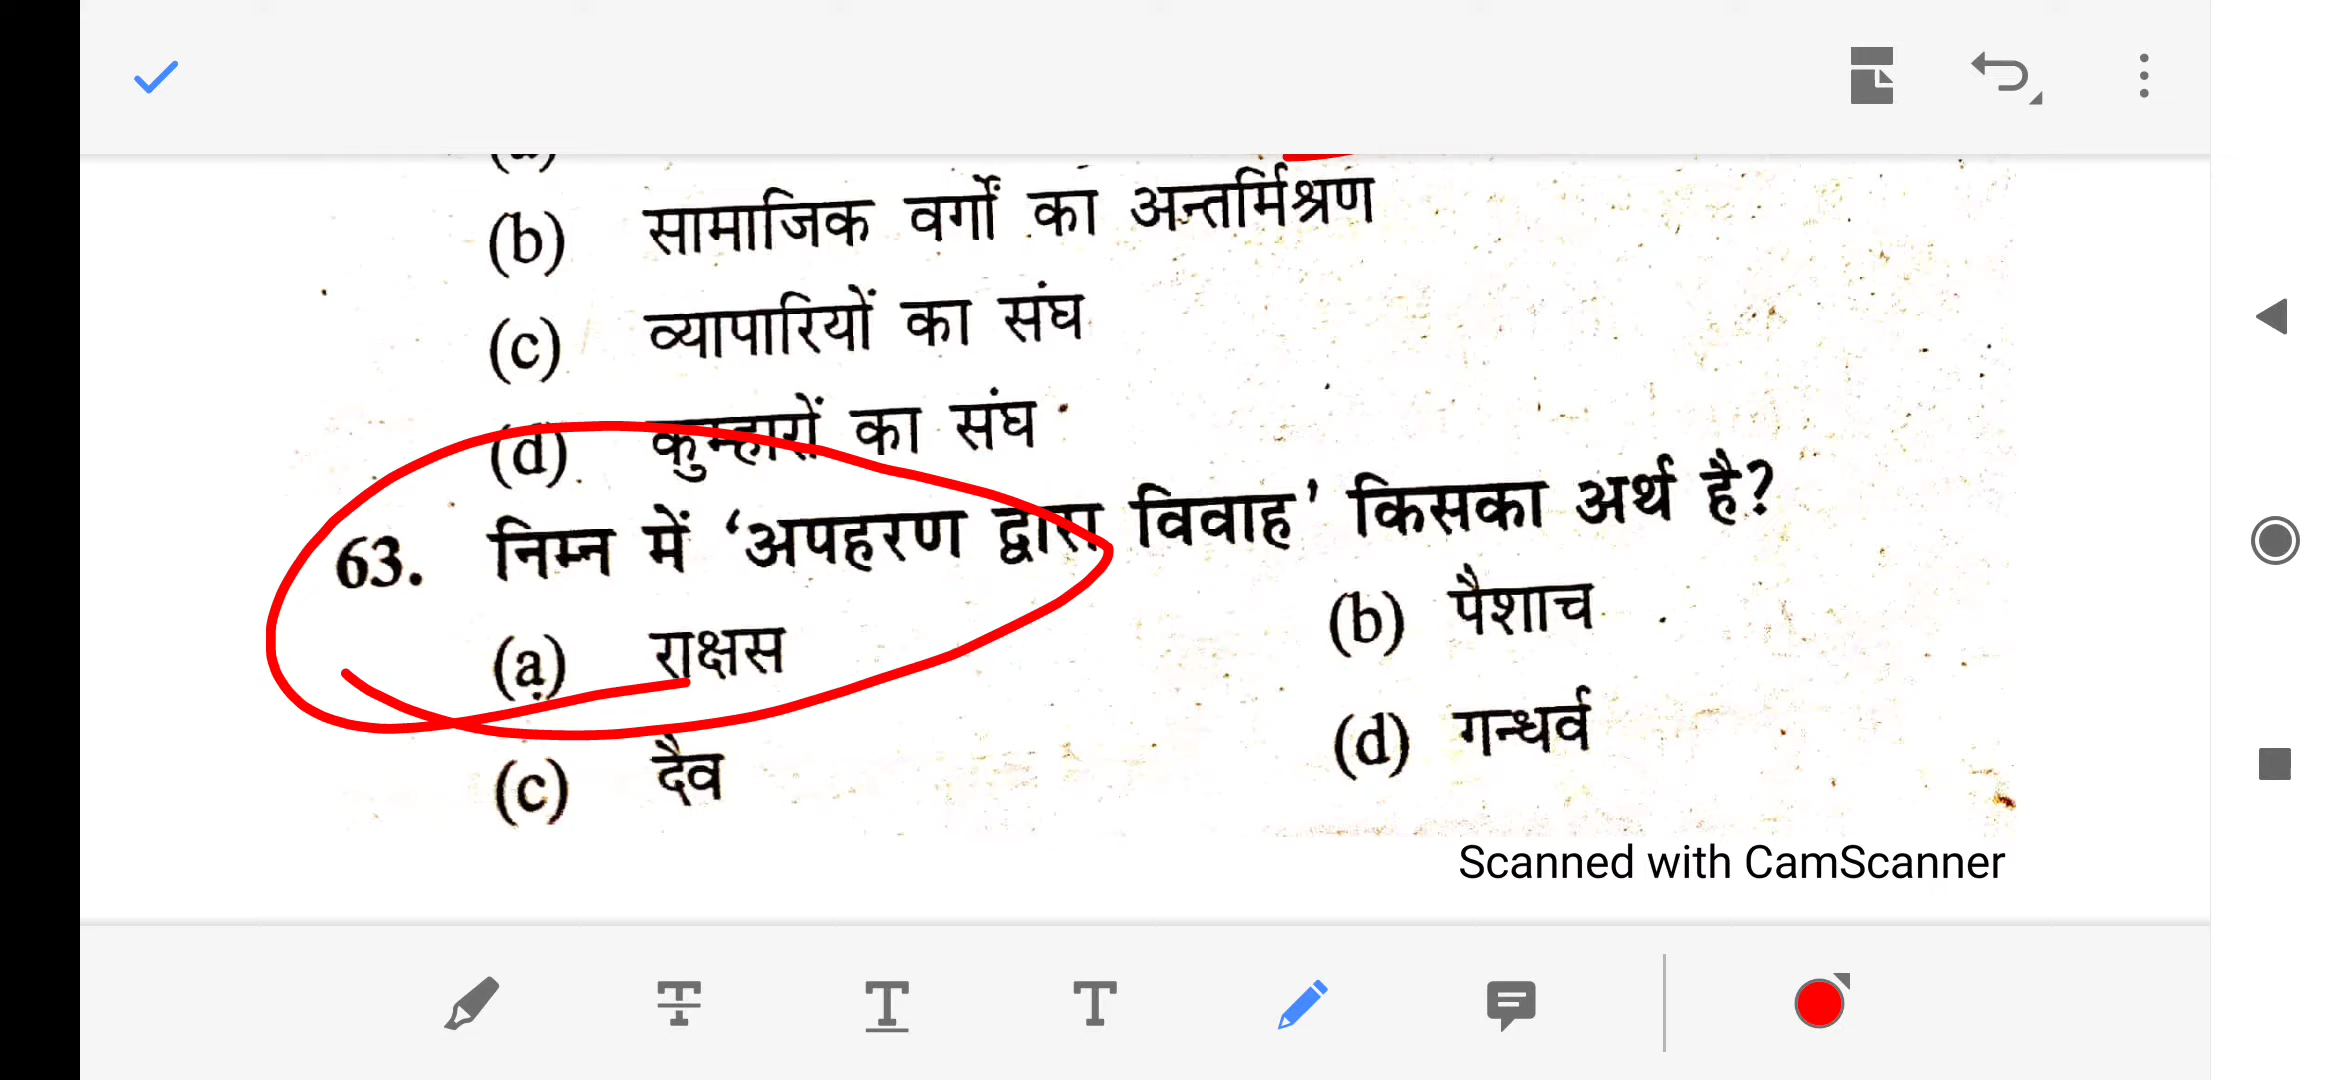 (b) सामाजिक वर्गों का अन्तर्मिश्रण
(c) व्यापारियों का संघ
(d) कुम्हारों का संघ
63. निम्न में ‘अपहरण द्वारा विवाह’ किसका अर्थ है?
(a) राक्षस (b) पैशाच
(c) दैव (d) गन्धर्व
Scanned with CamScanner